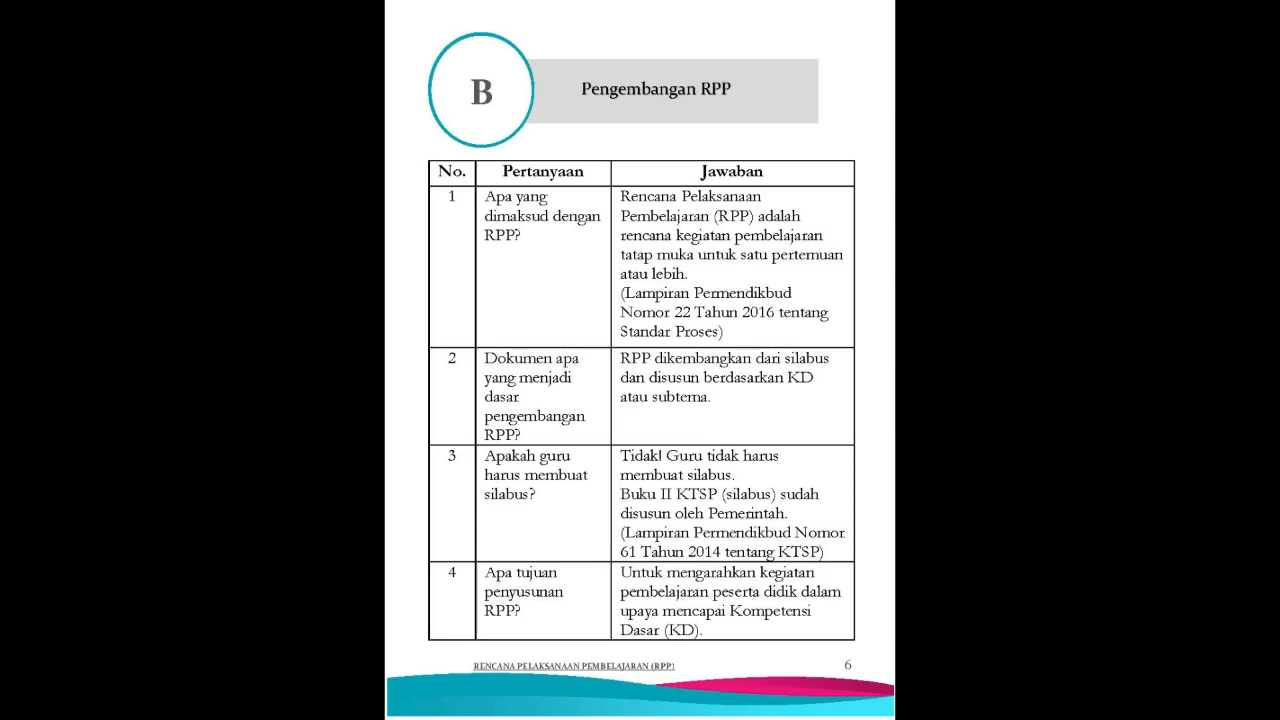 B
Pengembangan RPP
No.
Pertanyaan
Jawaban
1
Apa yang
dimaksud dengan
RPP?
Rencana Pelaksanaan
Pembelajaran (RPP) adalah
rencana kegiatan pembelajaran
tatap muka untuk satu pertemuan
atau lebih.
(Lampiran Permendikbud
Nomor 22 Tahun 2016 tentang
Standar Proses)
2
Dokumen apa
yang menjadi
dasar
pengembangan
RPP?
RPP dikembangkan dari silabus
dan disusun berdasarkan KD
atau subtema.
3
Apakah guru
harus membuat
silabus?
Tidak! Guru tidak harus
membuat silabus.
Buku II KTSP (silabus) sudah
disusun oleh Pemerintah.
(Lampiran Permendikbud Nomor
61 Tahun 2014 tentang KTSP)
4
Apa tujuan
penyusunan
RPP?
Untuk mengarahkan kegiatan
pembelajaran peserta didik dalam
upaya mencapai Kompetensi
Dasar (KD).
RENCANA PELAKSANAAN PEMBELAJARAN (RPP)
6